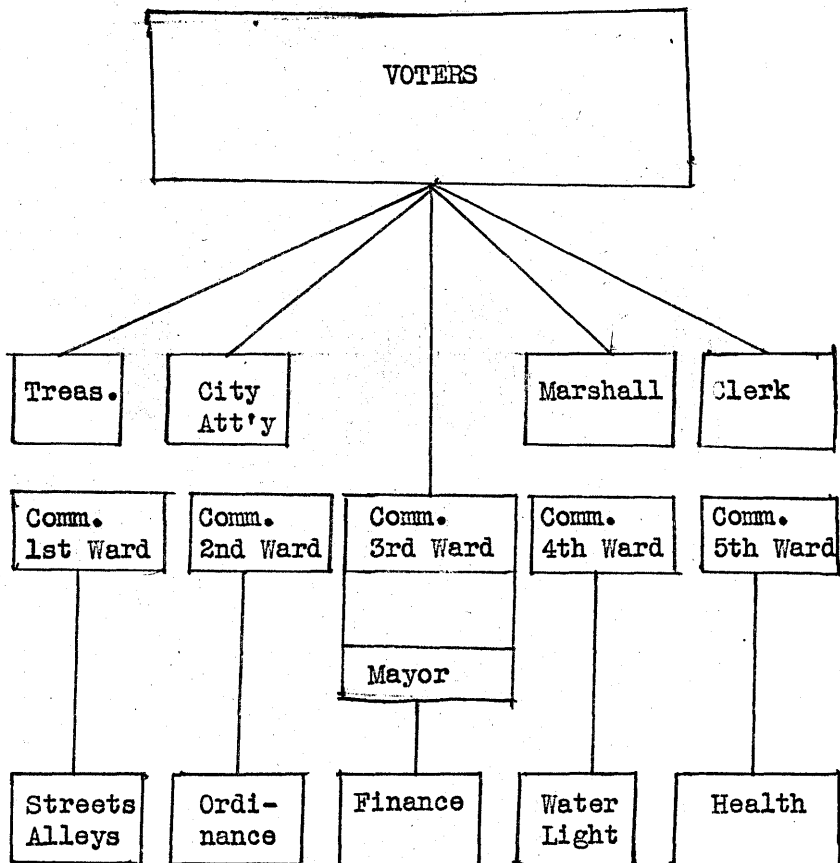 VOTERS
Treas.
City
Att'y
Marshall
Clerk
Comm.
1st Ward
Comm.
2nd Ward
Comm.
3rd Ward
Comm.
4th Ward
Comm.
5th Ward
Mayor
Streets
Alleys
Ordi-
nance
Finance
Water
Light
Health